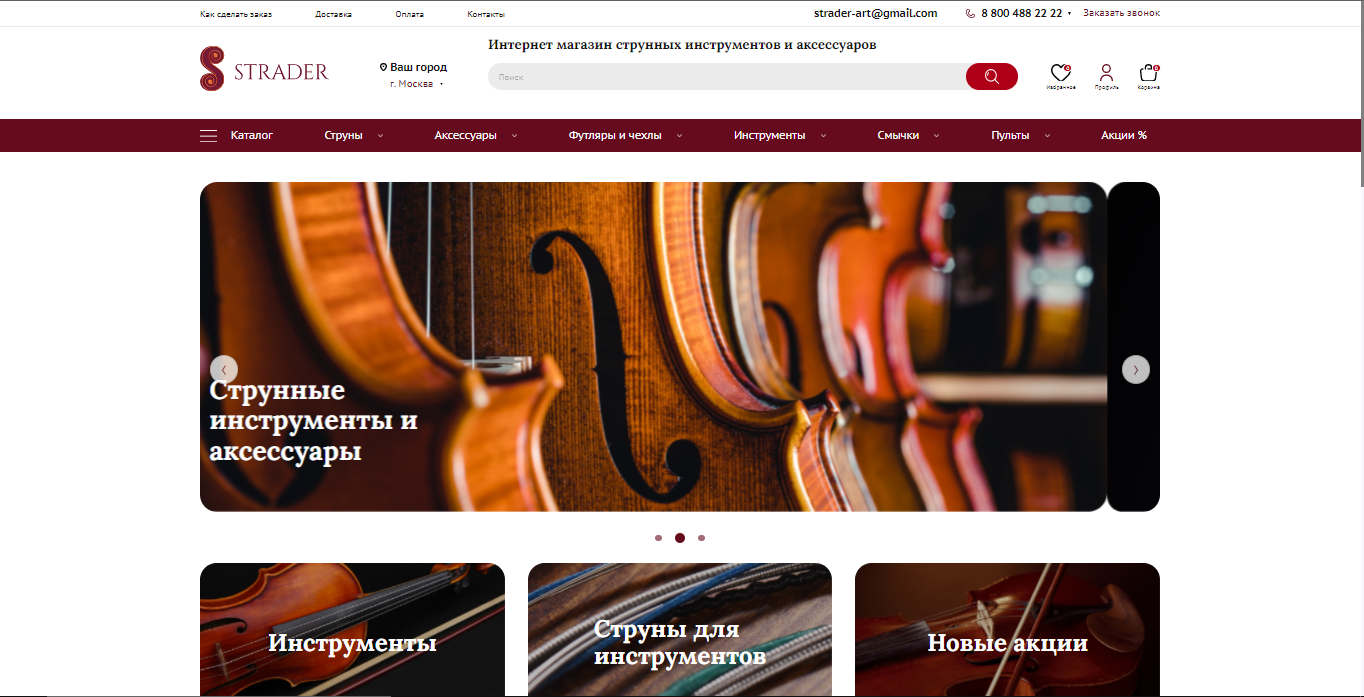 Как сделать заказ Доставка Оплата Контакты strader-art@gmail.com 8 800 488 22 22 Заказать звонок
Интернет магазин струнных инструментов и аксессуаров
STRADER
Ваш город
г. Москва
Поиск
Избранное Профиль Корзина
Каталог Струны Аксессуары Футляры и чехлы Инструменты Смычки Пульты Акции %
Струнные
инструменты и
аксессуары
Инструменты
Струны для
инструментов
Новые акции